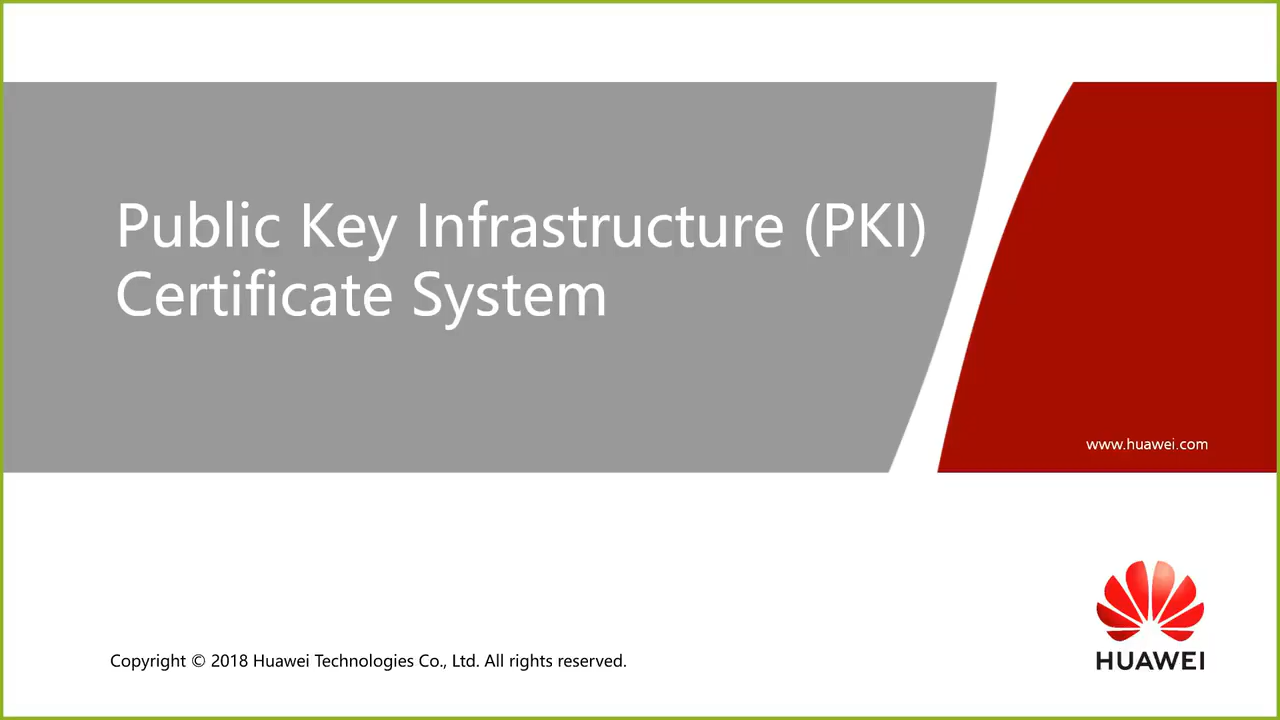 Public Key Infrastructure (PKI)
Certificate System
www.huawei.com
HUAWEI
Copyright © 2018 Huawei Technologies Co., Ltd. All rights reserved.